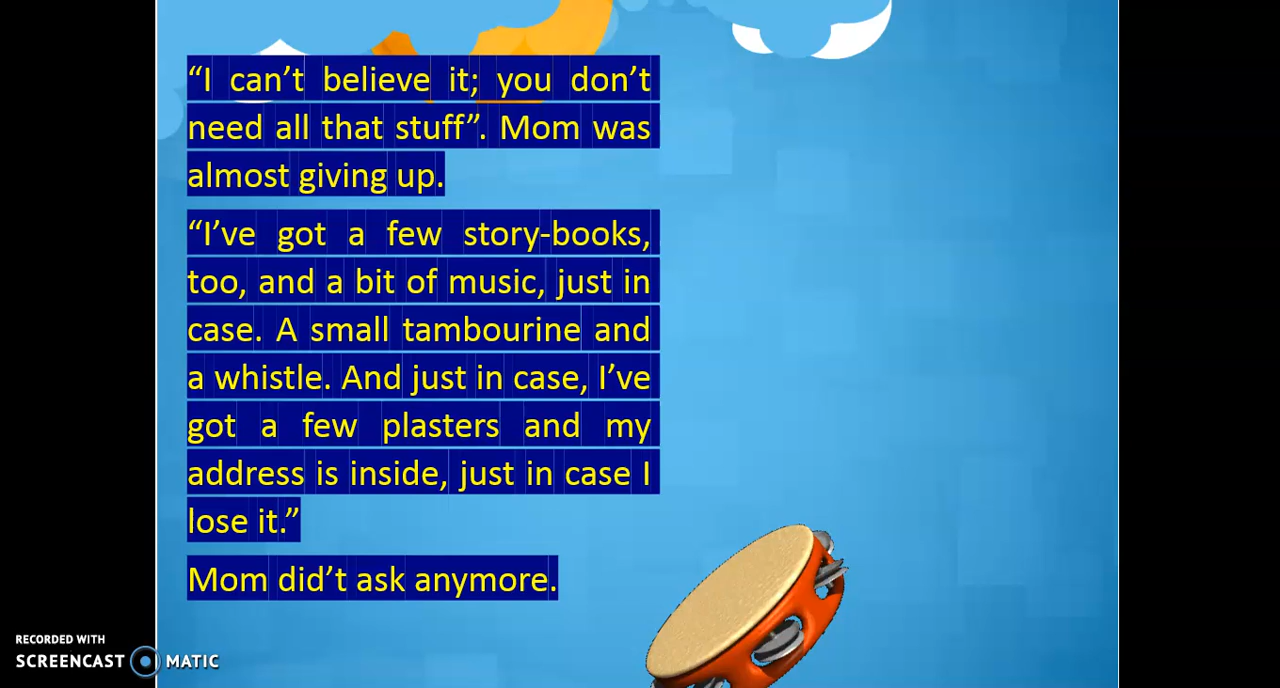 “I can’t believe it; you don’t
need all that stuff”. Mom was
almost giving up.
“I’ve got a few story-books,
too, and a bit of music, just in
case. A small tambourine and
a whistle. And just in case, I’ve
got a few plasters and my
address is inside, just in case I
lose it.”
Mom did’t ask anymore.
RECORDED WITH
SCREENCAST MATIC